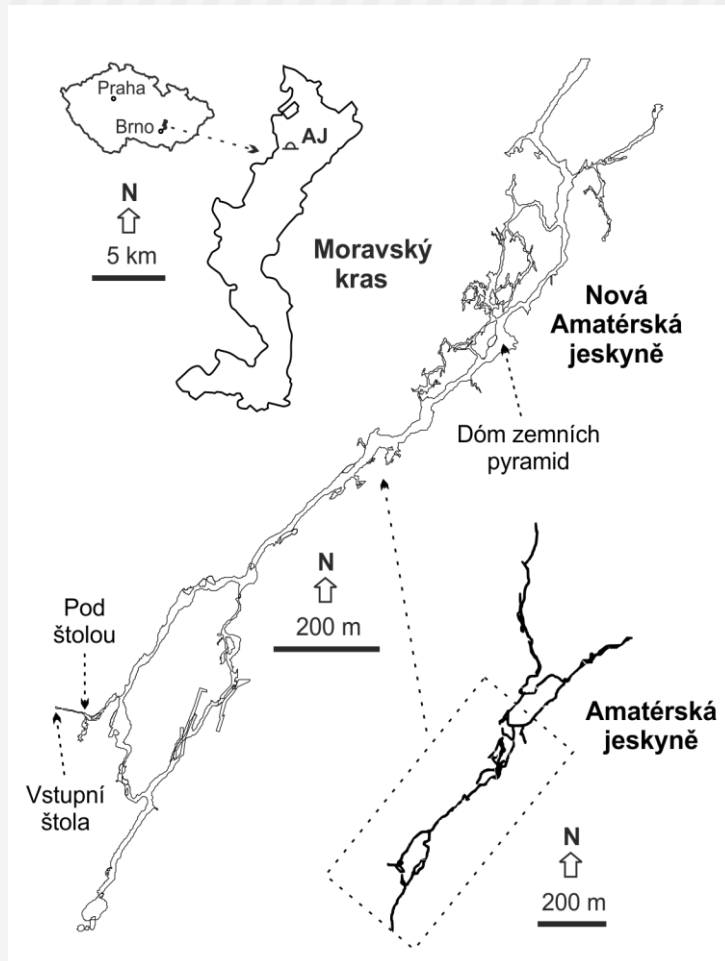 Praha
Brno
AJ
N
5 km
Moravský
kras
Nová
Amatérská
jeskyně
Dóm zemních
pyramid
N
200 m
Pod
štolou
Vstupní
štola
Amatérská
jeskyně
N
200 m